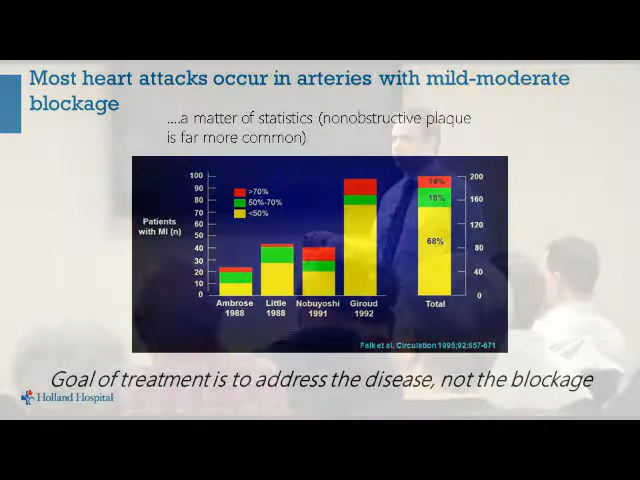 Most heart attacks occur in arteries with mild-moderate
blockage
....a matter of statistics (nonobstructive plaque
is far more common)
100
90
80
70
60
50
40
30
20
10
0
Patients
with MI (n)
>70%
50%-70%
<50%
14%
18%
68%
200
160
120
80
40
0
Ambrose
1988
Little
1988
Nobuyoshi
1991
Giroud
1992
Total
Falk et al. Circulation 1995;92:657-671
Goal of treatment is to address the disease, not the blockage
Holland Hospital